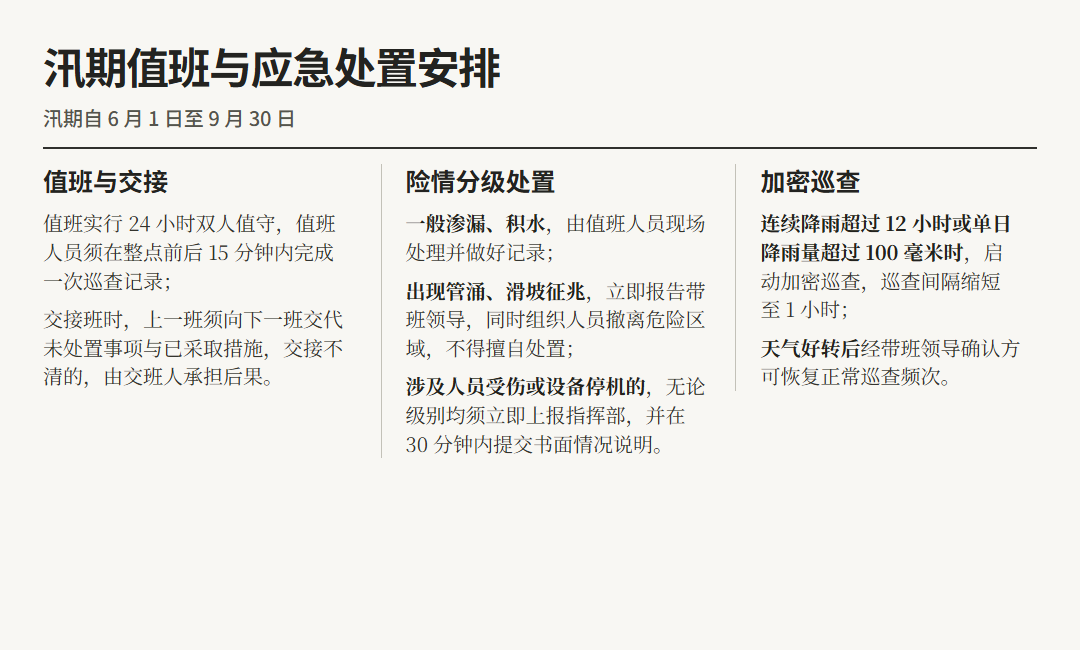 汛期值班与应急处置安排
汛期自 6 月 1 日至 9 月 30 日
值班与交接
值班实行 24 小时双人值守，值班
人员须在整点前后 15 分钟内完成
一次巡查记录；
交接班时，上一班须向下一班交代
未处置事项与已采取措施，交接不
清的，由交班人承担后果。
险情分级处置
一般渗漏、积水，由值班人员现场
处理并做好记录；
出现管涌、滑坡征兆，立即报告带
班领导，同时组织人员撤离危险区
域，不得擅自处置；
涉及人员受伤或设备停机的，无论
级别均须立即上报指挥部，并在
30 分钟内提交书面情况说明。
加密巡查
连续降雨超过 12 小时或单日
降雨量超过 100 毫米时，启
动加密巡查，巡查间隔缩短
至 1 小时；
天气好转后经带班领导确认方
可恢复正常巡查频次。